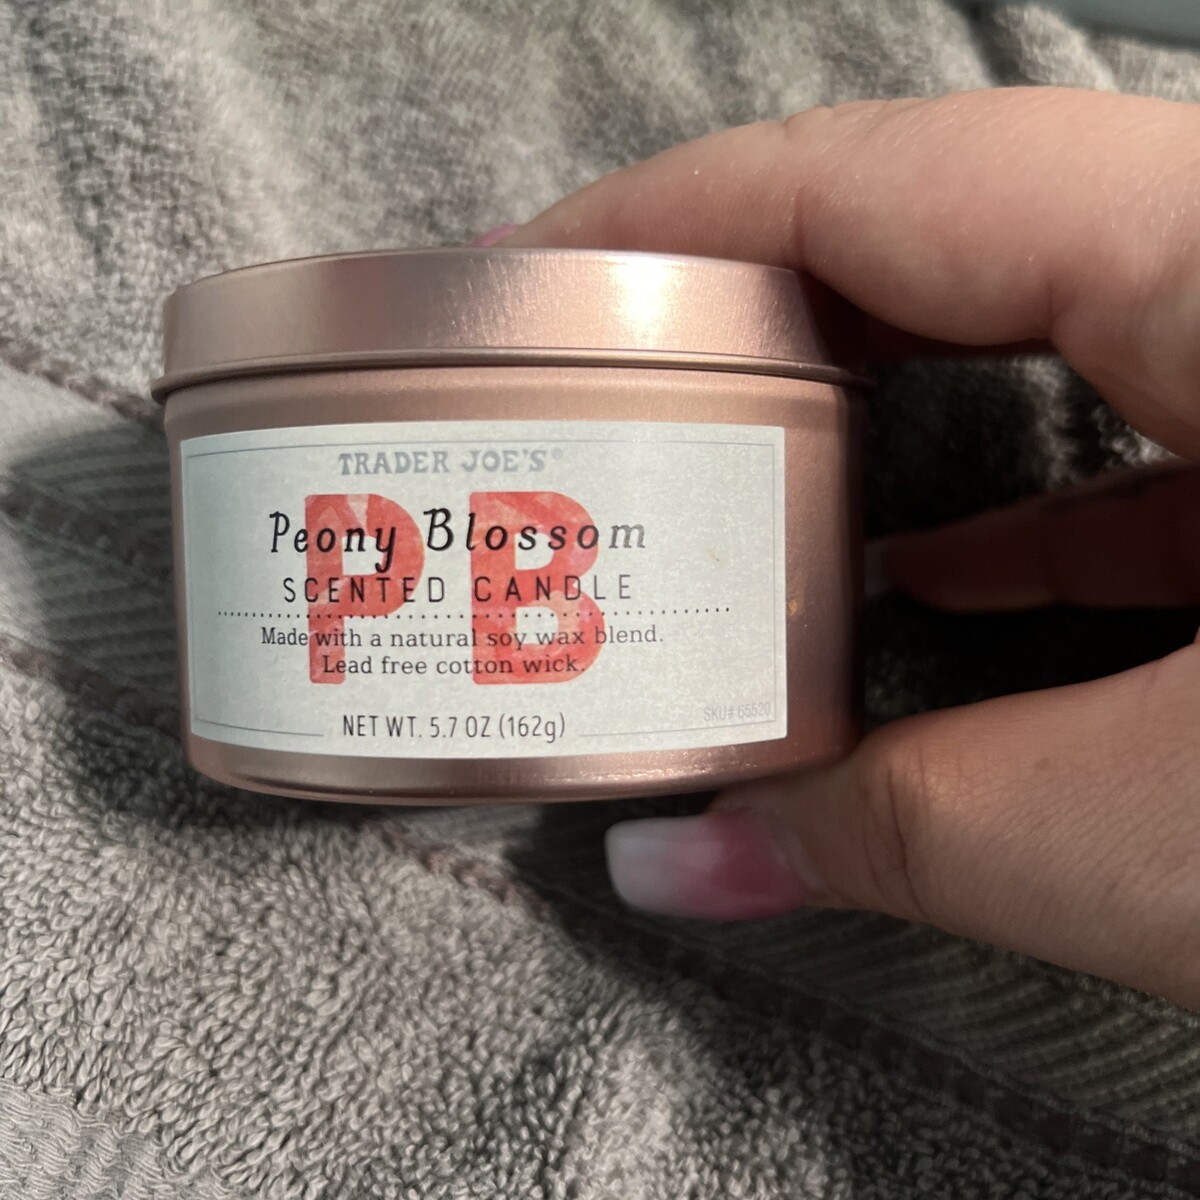 TRADER JOE'S®
PB
Peony Blossom
SCENTED CANDLE
Made with a natural soy wax blend.
Lead free cotton wick.
SKU# 65520
NET WT. 5.7 OZ (162g)